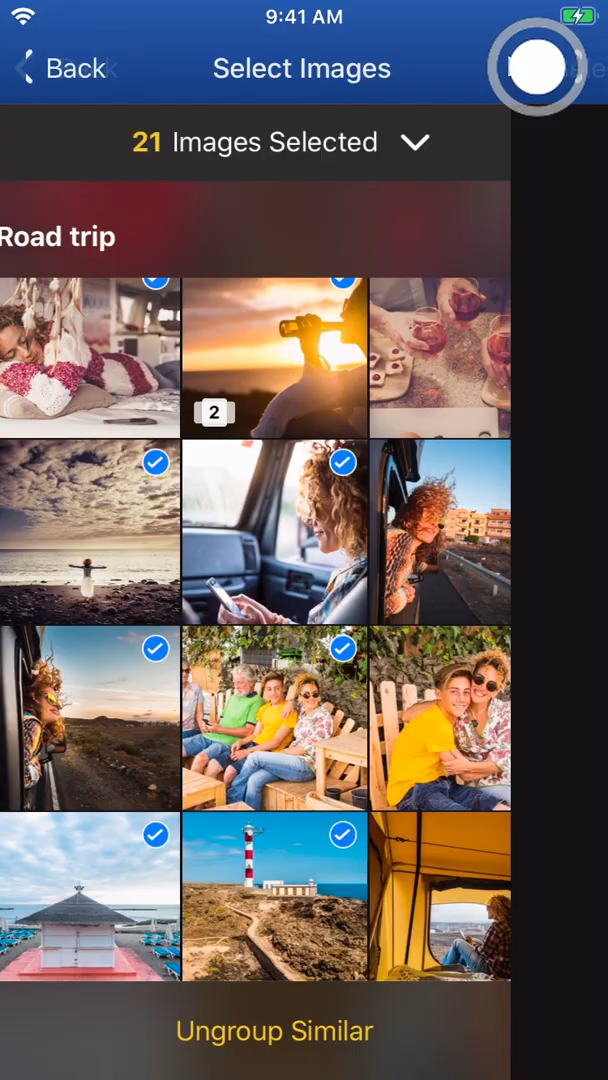 9:41 AM
Back
Select Images
21 Images Selected
Road trip
2
Ungroup Similar